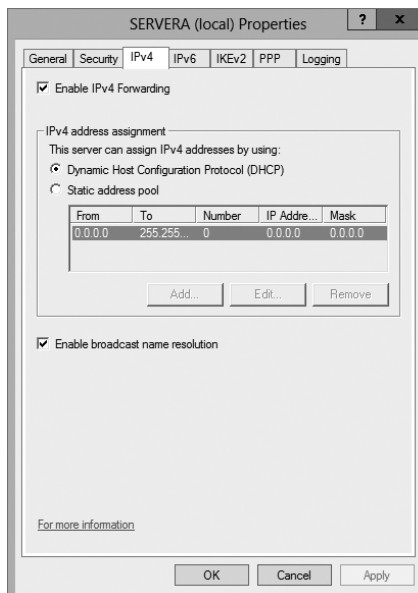 SERVERA (local) Properties
? x
General Security IPv4 IPv6 IKEv2 PPP Logging
Enable IPv4 Forwarding
IPv4 address assignment
This server can assign IPv4 addresses by using:
Dynamic Host Configuration Protocol (DHCP)
Static address pool
From To Number IP Addre... Mask
0.0.0.0 255.255... 0 0.0.0.0 0.0.0.0
Add... Edit... Remove
Enable broadcast name resolution
For more information
OK Cancel Apply